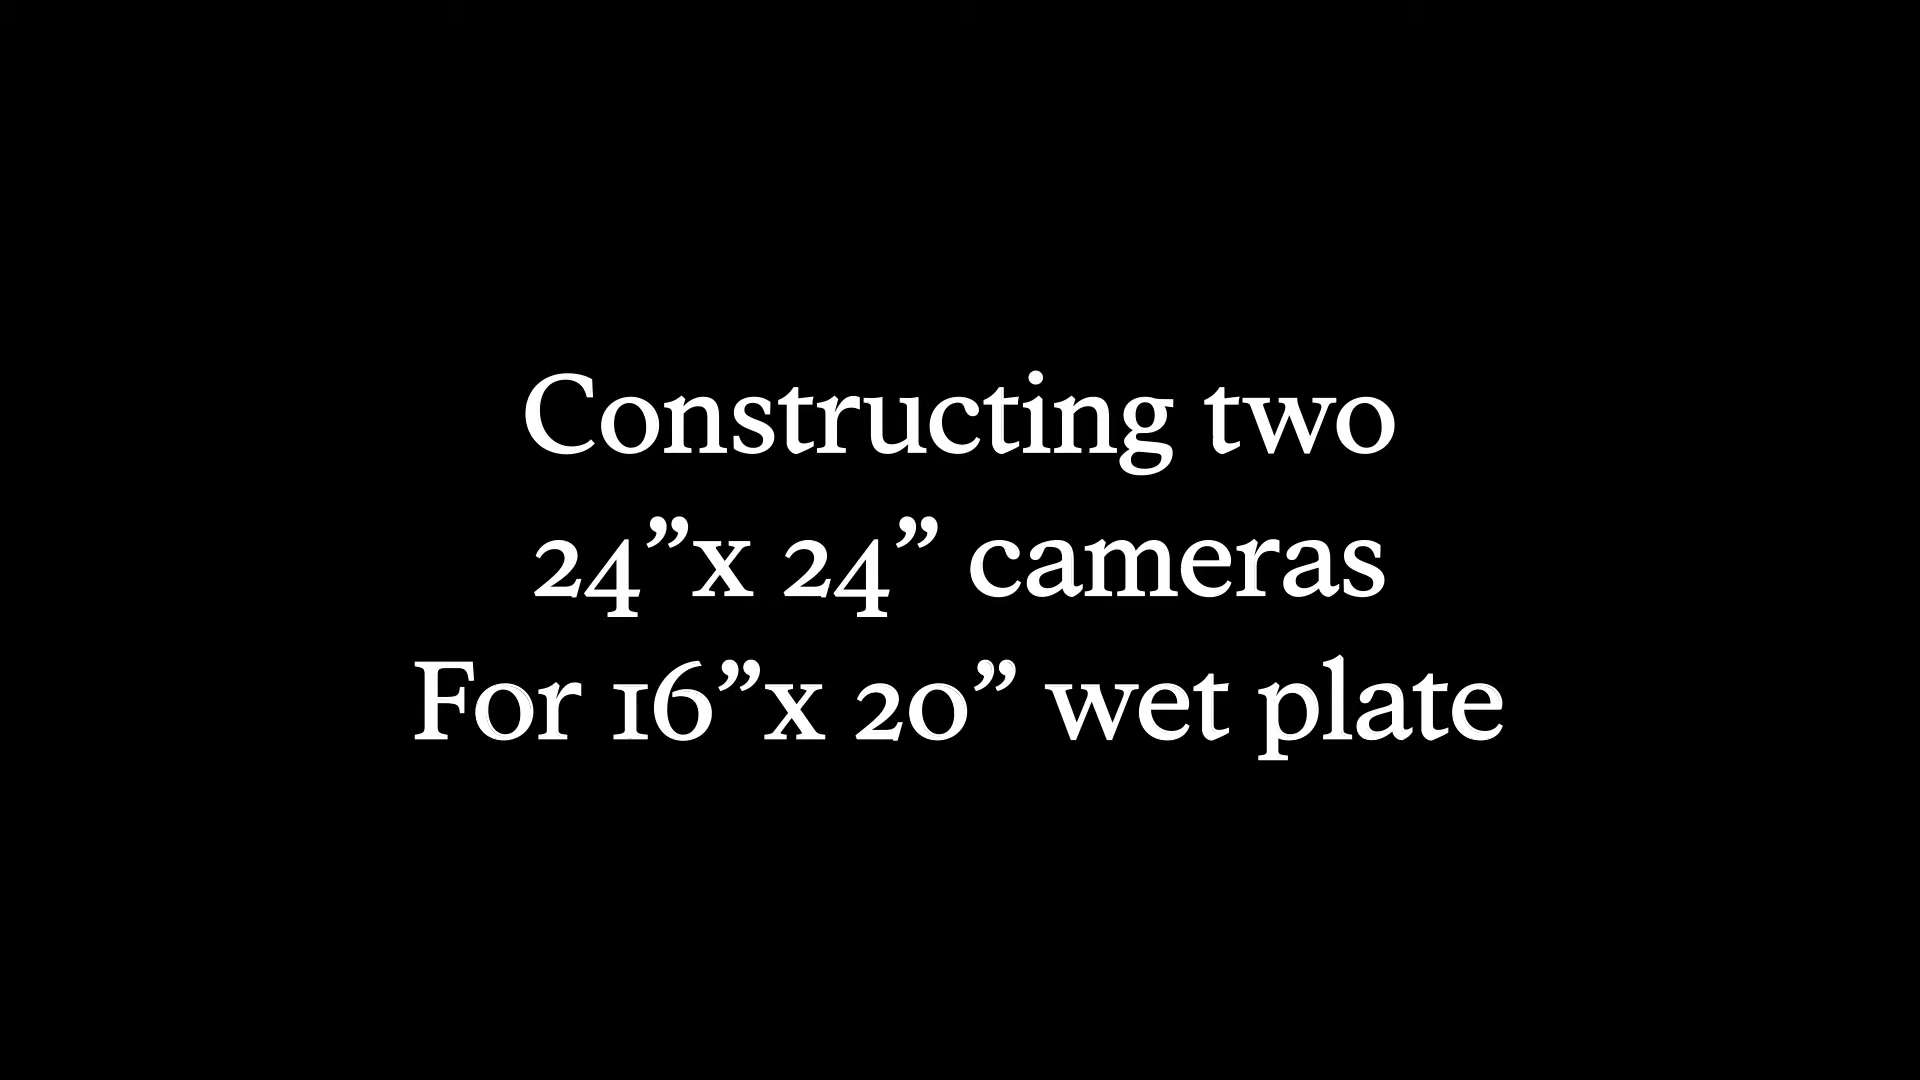 Constructing two
24”x 24” cameras
For 16”x 20” wet plate